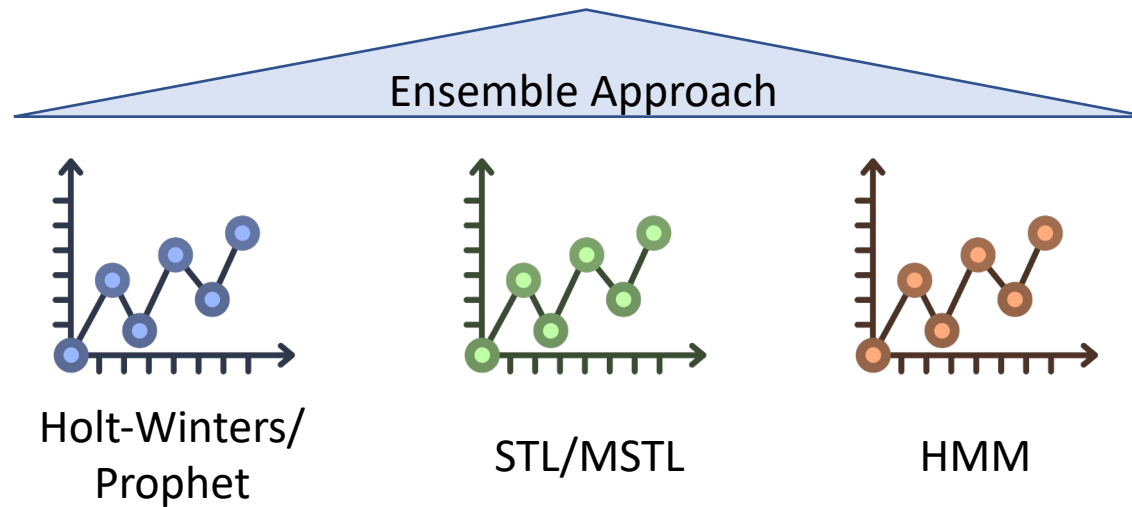 Ensemble Approach
Holt-Winters/
Prophet
STL/MSTL
HMM